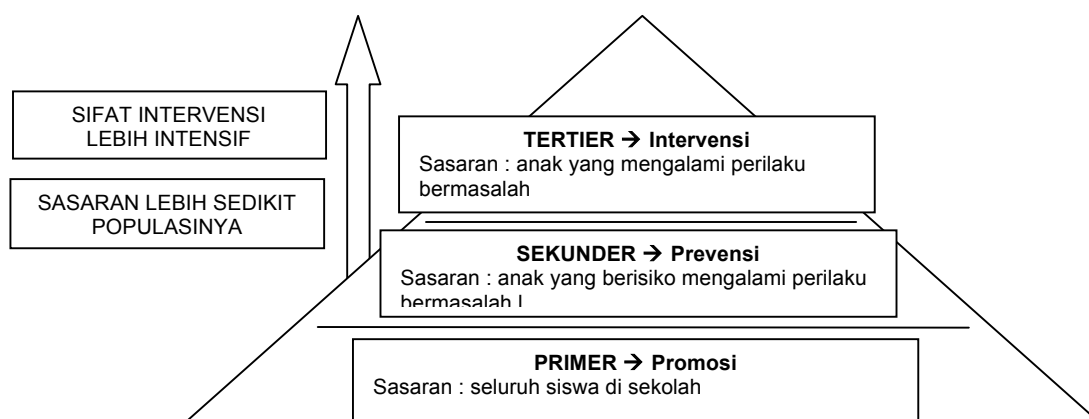 SIFAT INTERVENSI
LEBIH INTENSIF
SASARAN LEBIH SEDIKIT
POPULASINYA
TERTIER → Intervensi
Sasaran : anak yang mengalami perilaku
bermasalah
SEKUNDER → Prevensi
Sasaran : anak yang berisiko mengalami perilaku
bermasalah
PRIMER → Promosi
Sasaran : seluruh siswa di sekolah